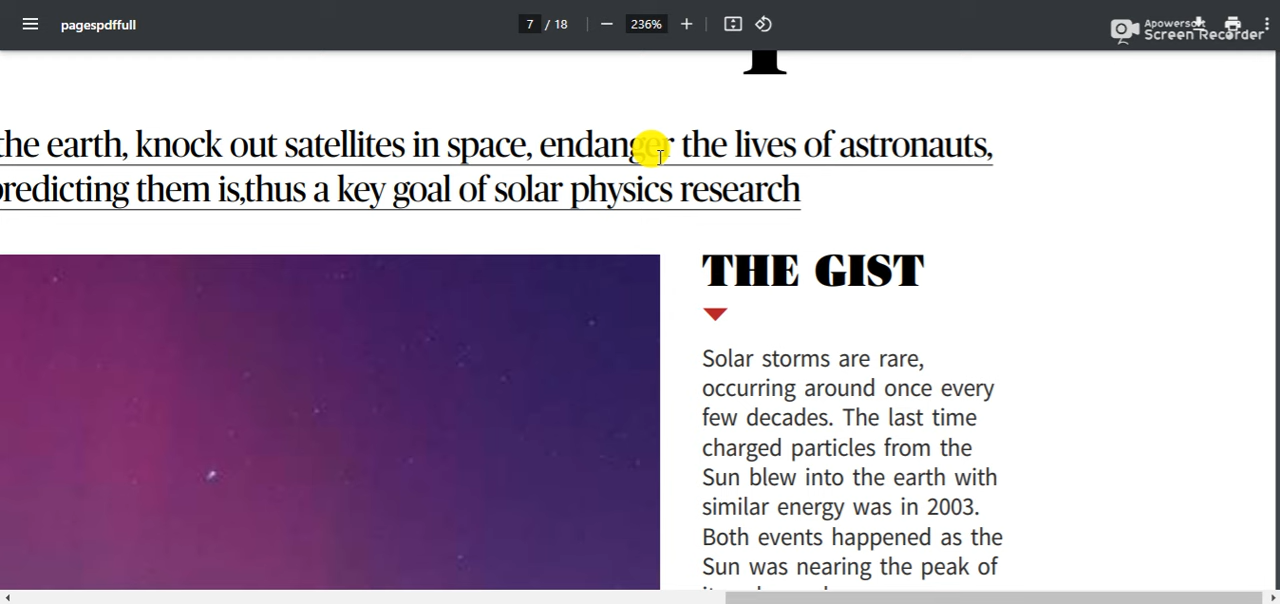 pagespdffull
7 / 18
236%
Apowersoft
Screen Recorder
the earth, knock out satellites in space, endanger the lives of astronauts,
predicting them is,thus a key goal of solar physics research
THE GIST
Solar storms are rare,
occurring around once every
few decades. The last time
charged particles from the
Sun blew into the earth with
similar energy was in 2003.
Both events happened as the
Sun was nearing the peak of